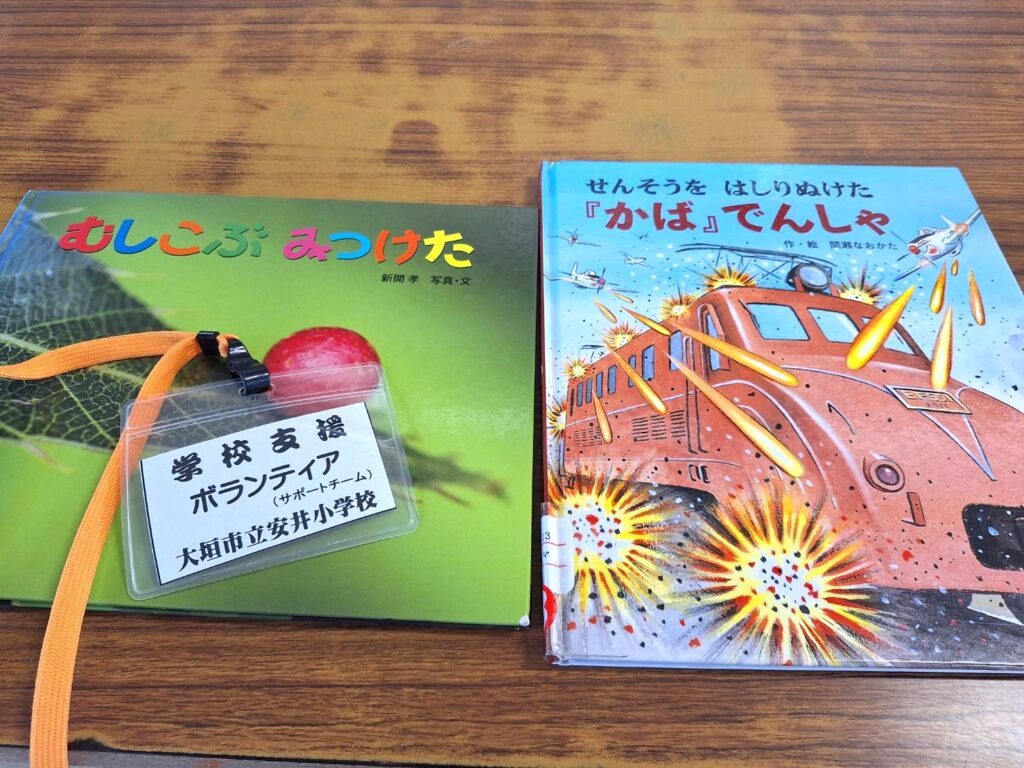 むしこぶ みつけた
新開 孝 写真・文
学校支援
ボランティア
(サポートチーム)
大垣市立安井小学校
せんそうを はしりぬけた
『かば』でんしゃ
作・絵 間瀬なおかた